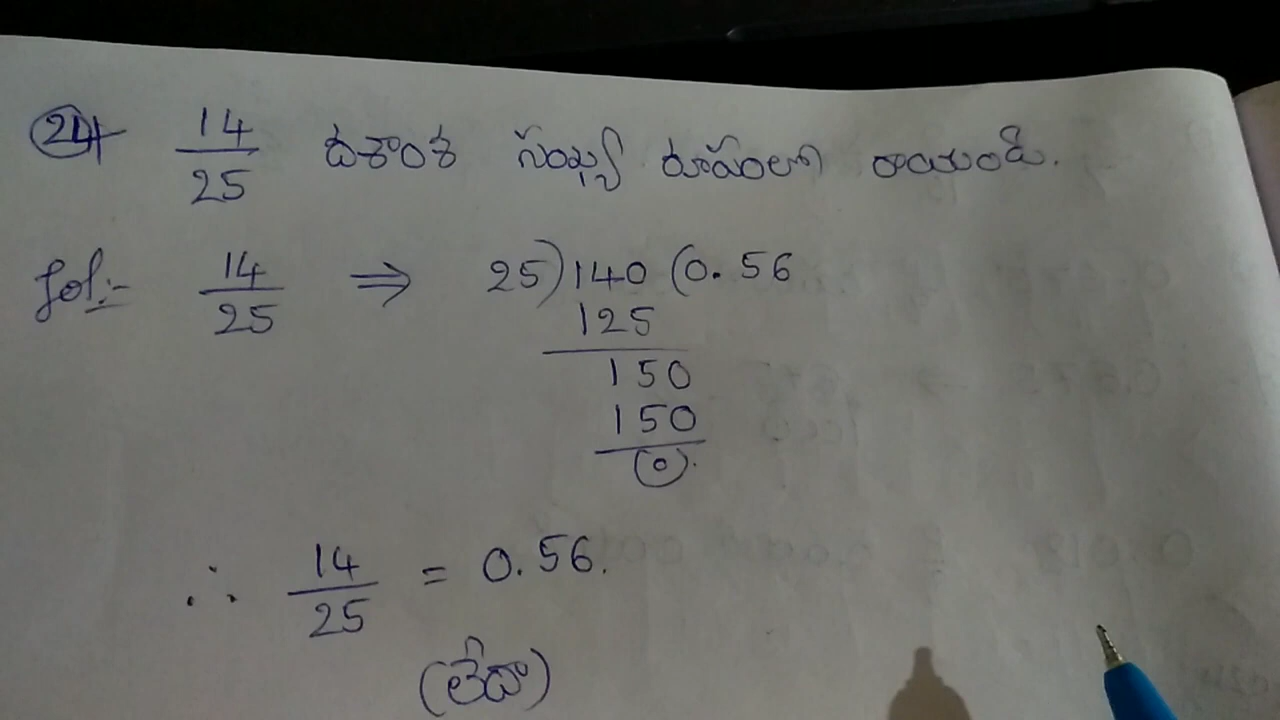 24 14/25 దశాంశ సంఖ్య రూపంలో రాయండి.
Sol:- 14/25 ⇒ 25)140(0.56
125
150
150
0
∴ 14/25 = 0.56.
(లేదా)